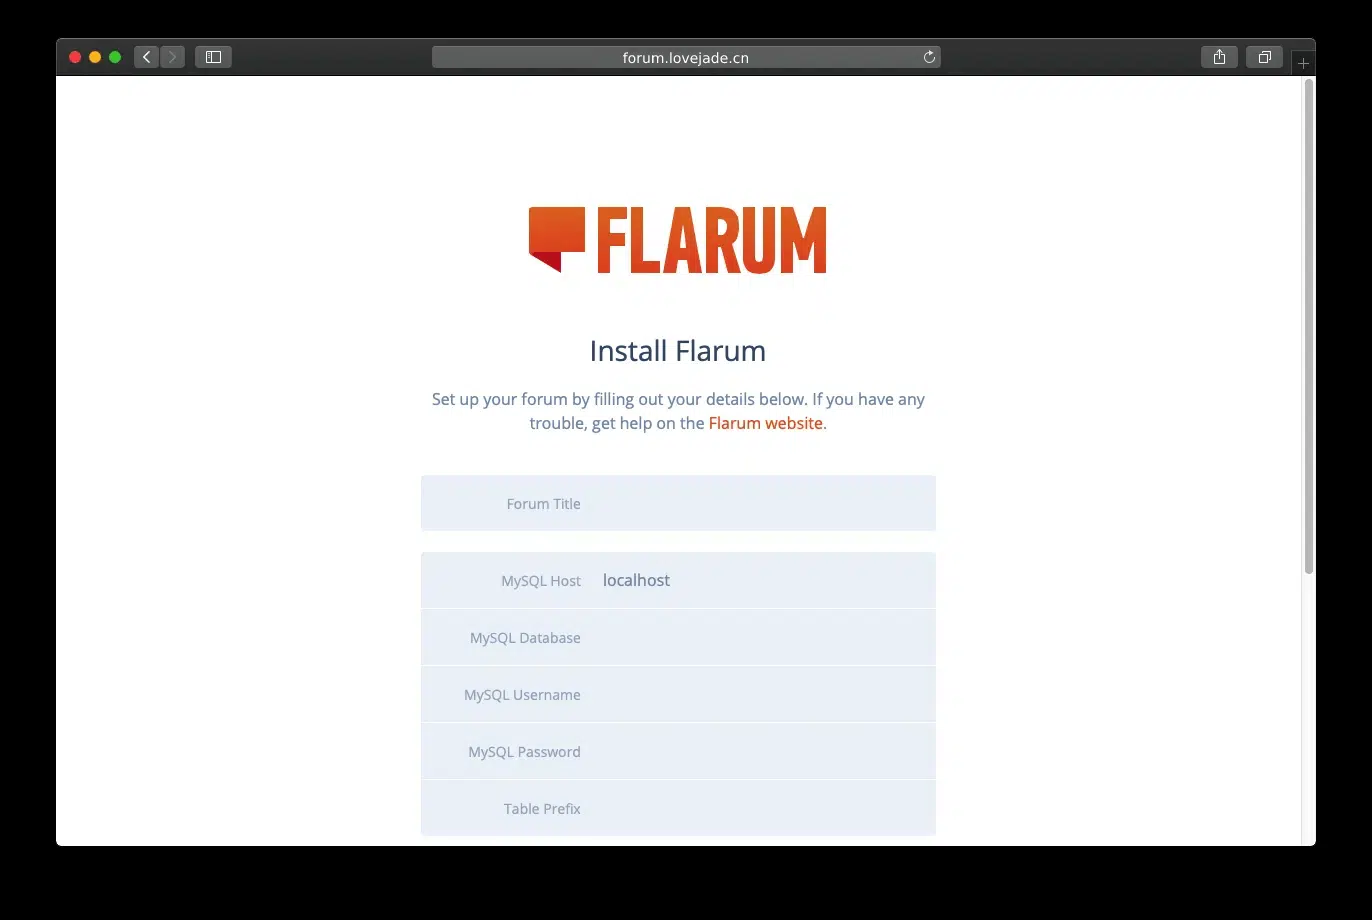 forum.lovejade.cn
FLARUM
Install Flarum
Set up your forum by filling out your details below. If you have any
trouble, get help on the Flarum website.
Forum Title
MySQL Host localhost
MySQL Database
MySQL Username
MySQL Password
Table Prefix